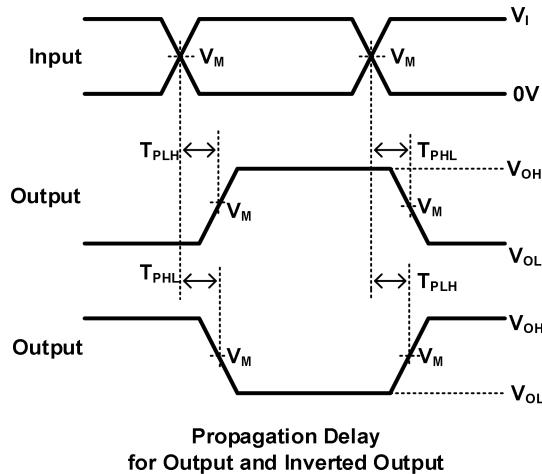 V_I
Input
V_M
V_M
0V
T_PLH
T_PHL
V_OH
Output
V_M
V_M
V_OL
T_PHL
T_PLH
V_OH
Output
V_M
V_M
V_OL
Propagation Delay
for Output and Inverted Output